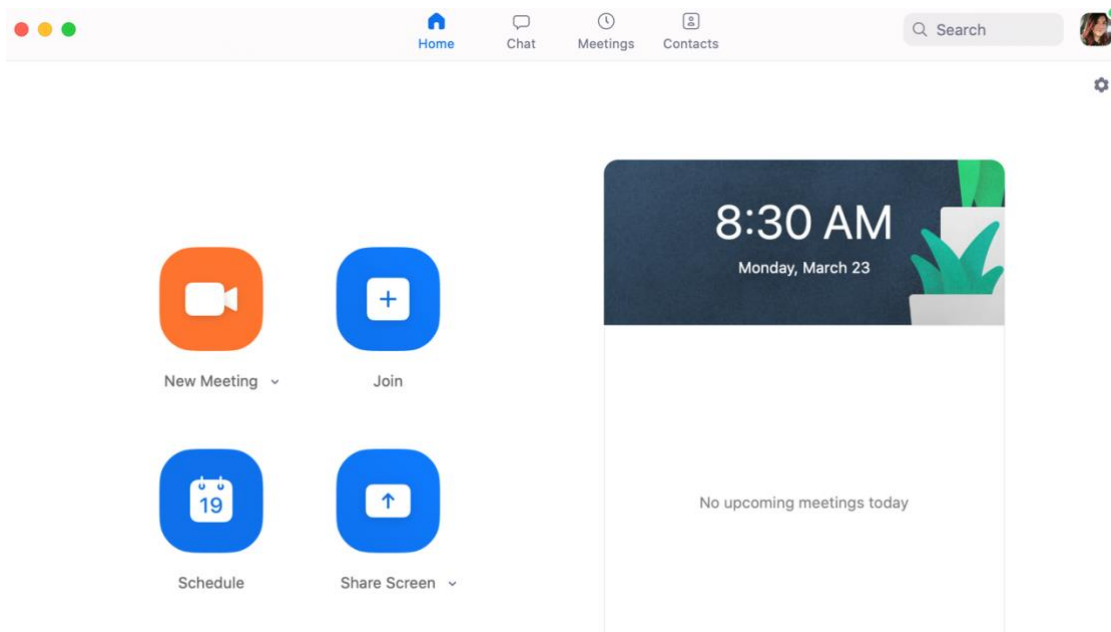 Home
Chat
Meetings
Contacts
Search
8:30 AM
Monday, March 23
New Meeting
Join
19
Schedule
Share Screen
No upcoming meetings today